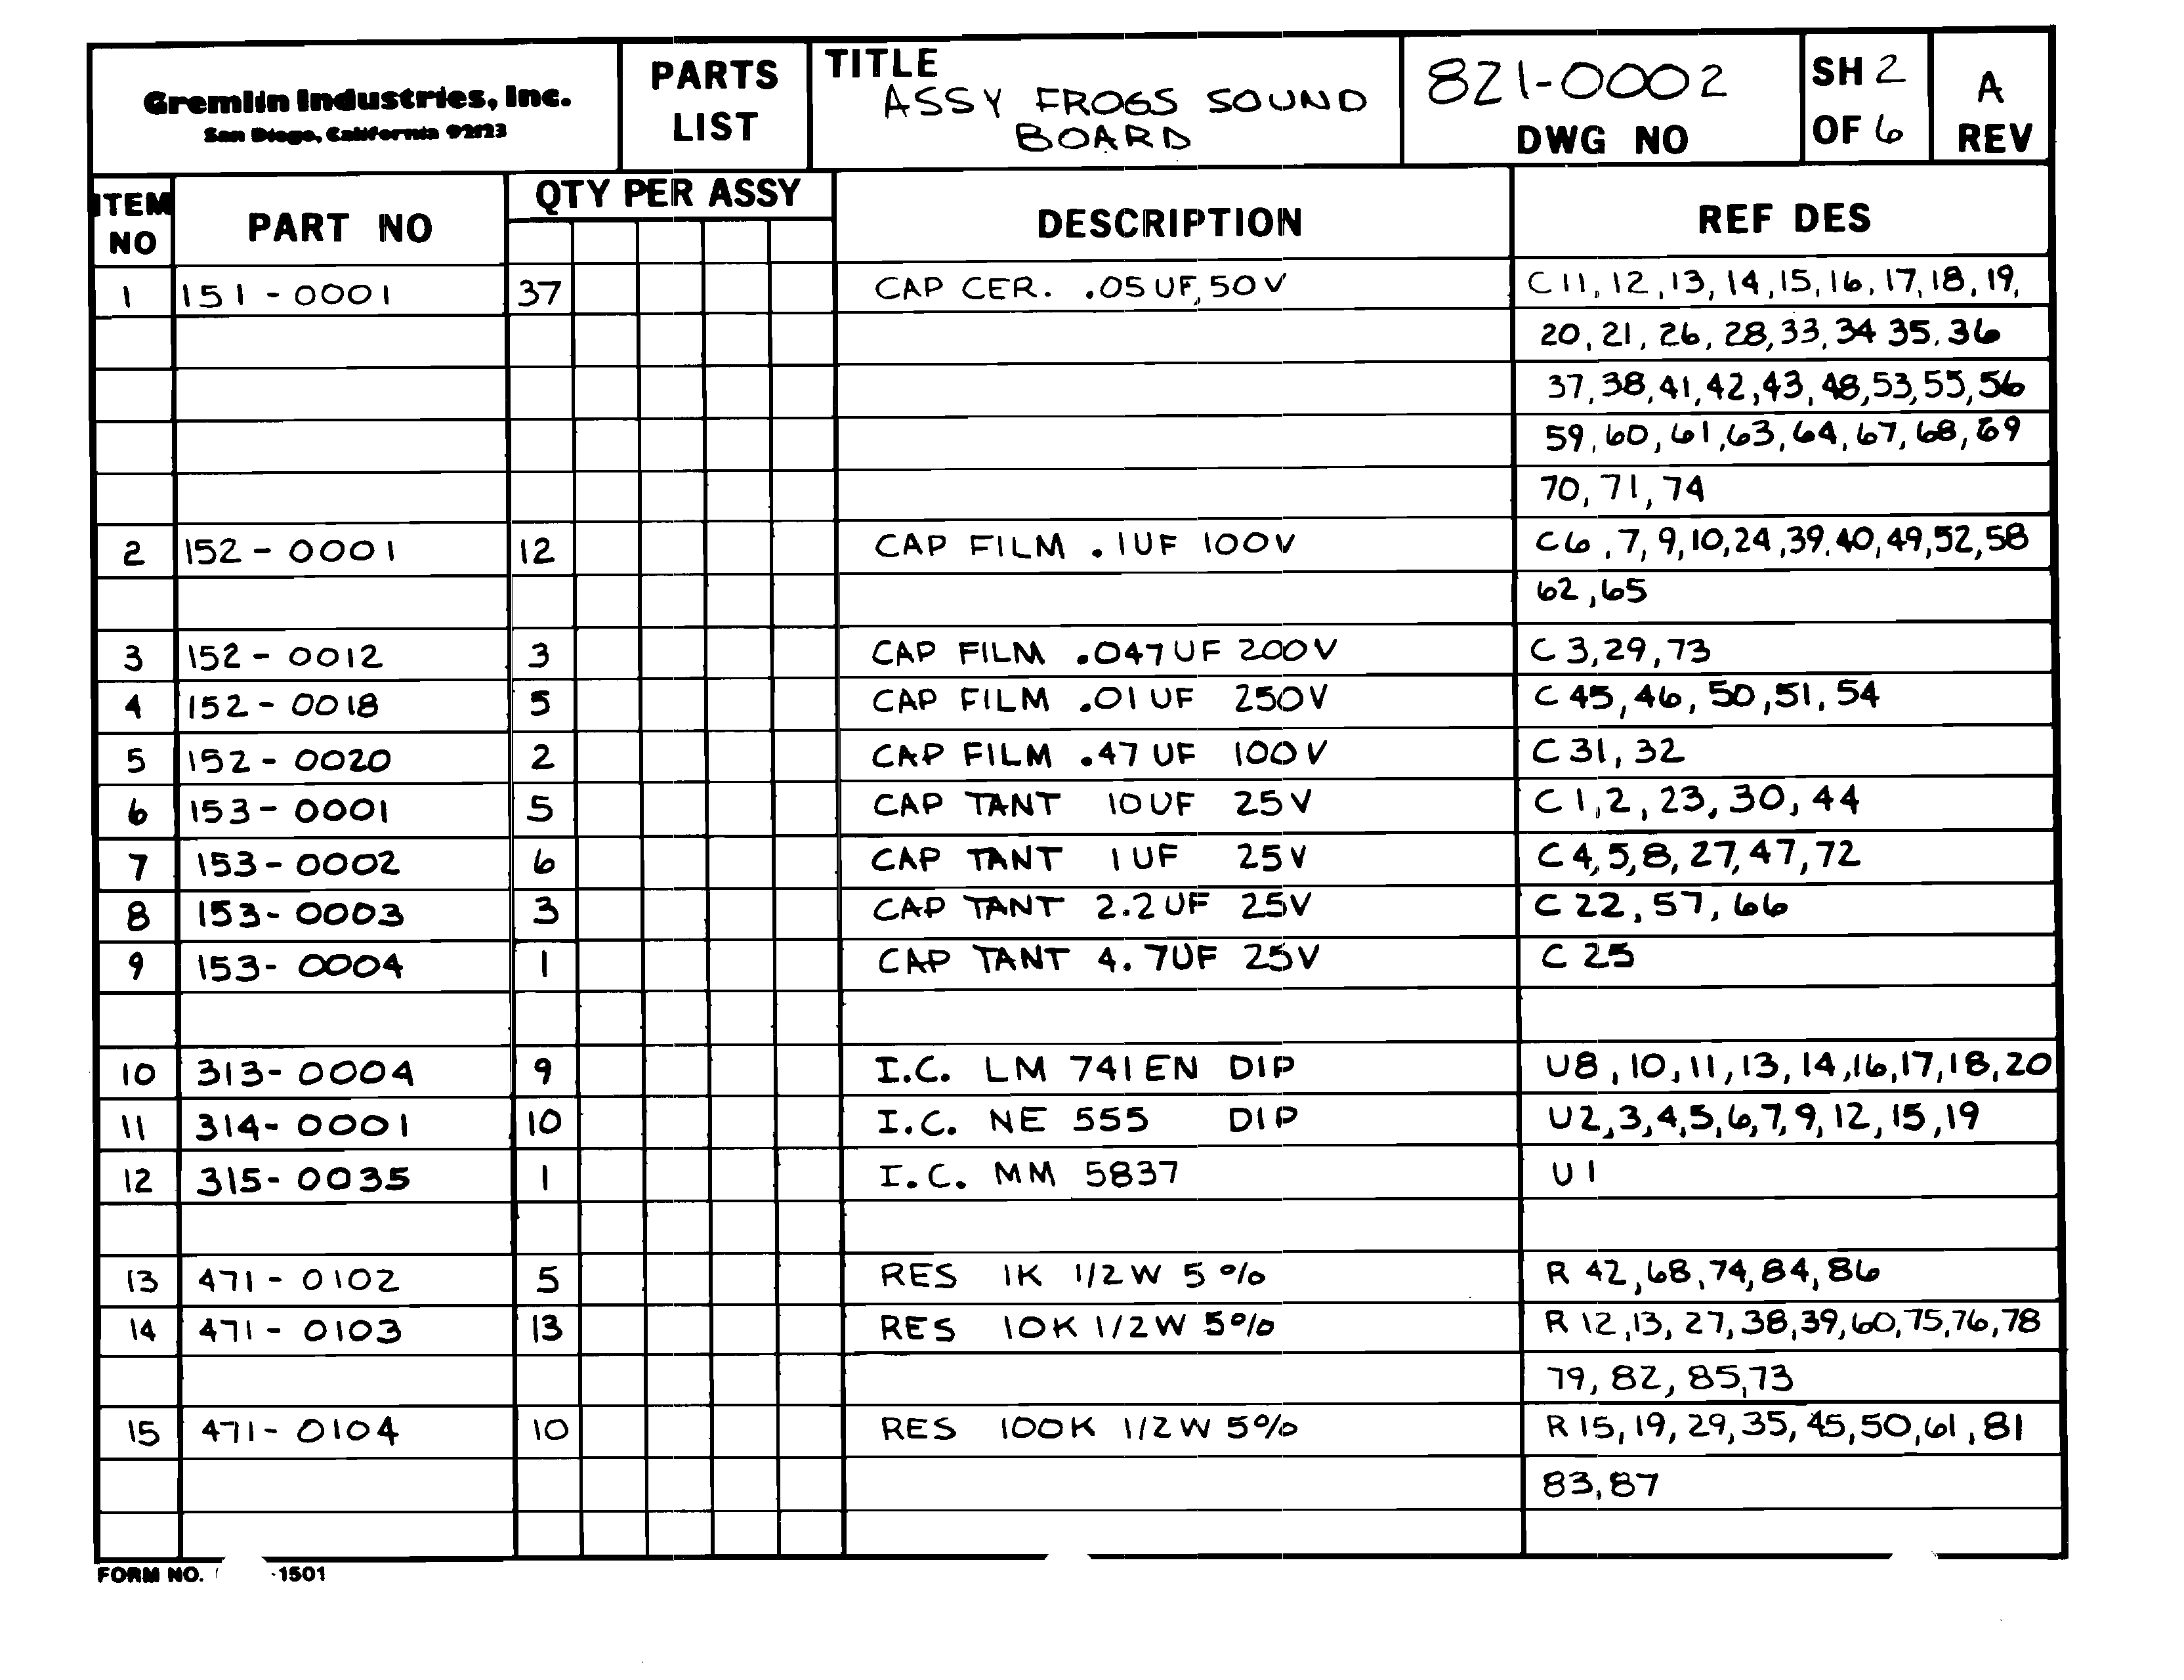 Gremlin Industries, Inc.
San Diego, California 92123
PARTS LIST
TITLE
ASSY FROGS SOUND
BOARD
821-0002
DWG NO
SH 2
OF 6
A
REV
ITEM NO
PART NO
QTY PER ASSY
DESCRIPTION
REF DES
1 151-0001 37 CAP CER. .05UF, 50V C11, 12, 13, 14, 15, 16, 17, 18, 19,
20, 21, 26, 28, 33, 34 35. 36
37, 38, 41, 42, 43, 48, 53, 55, 56
59, 60, 61, 63, 64, 67, 68, 69
70, 71, 74
2 152-0001 12 CAP FILM .1UF 100V C6, 7, 9, 10, 24, 39. 40, 49, 52, 58
62, 65
3 152-0012 3 CAP FILM .047UF 200V C 3, 29, 73
4 152-0018 5 CAP FILM .01UF 250V C 45, 46, 50, 51, 54
5 152-0020 2 CAP FILM .47UF 100V C 31, 32
6 153-0001 5 CAP TANT 10UF 25V C 1, 2, 23, 30, 44
7 153-0002 6 CAP TANT 1UF 25V C 4, 5, 8, 27, 47, 72
8 153-0003 3 CAP TANT 2.2UF 25V C 22, 57, 66
9 153-0004 1 CAP TANT 4.7UF 25V C 25
10 313-0004 9 I.C. LM 741EN DIP U8, 10, 11, 13, 14, 16, 17, 18, 20
11 314-0001 10 I.C. NE 555 DIP U2, 3, 4, 5, 6, 7, 9, 12, 15, 19
12 315-0035 1 I.C. MM 5837 U1
13 471-0102 5 RES 1K 1/2W 5% R 42, 68, 74, 84, 86
14 471-0103 13 RES 10K 1/2W 5% R 12, 13, 27, 38, 39, 60, 75, 76, 78
79, 82, 85, 73
15 471-0104 10 RES 100K 1/2W 5% R 15, 19, 29, 35, 45, 50, 61, 81
83, 87
FORM NO. -1501